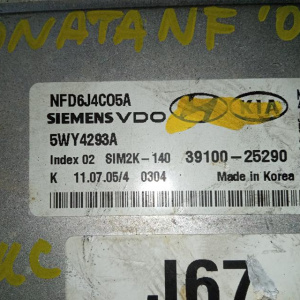 ONATA NF '0
NFD6J4C05A
SIEMENS VDO KIA
5WY4293A
Index 02 SIM2K-140 39100-25290
K 11.07.05/4 0304 Made in Korea
J67